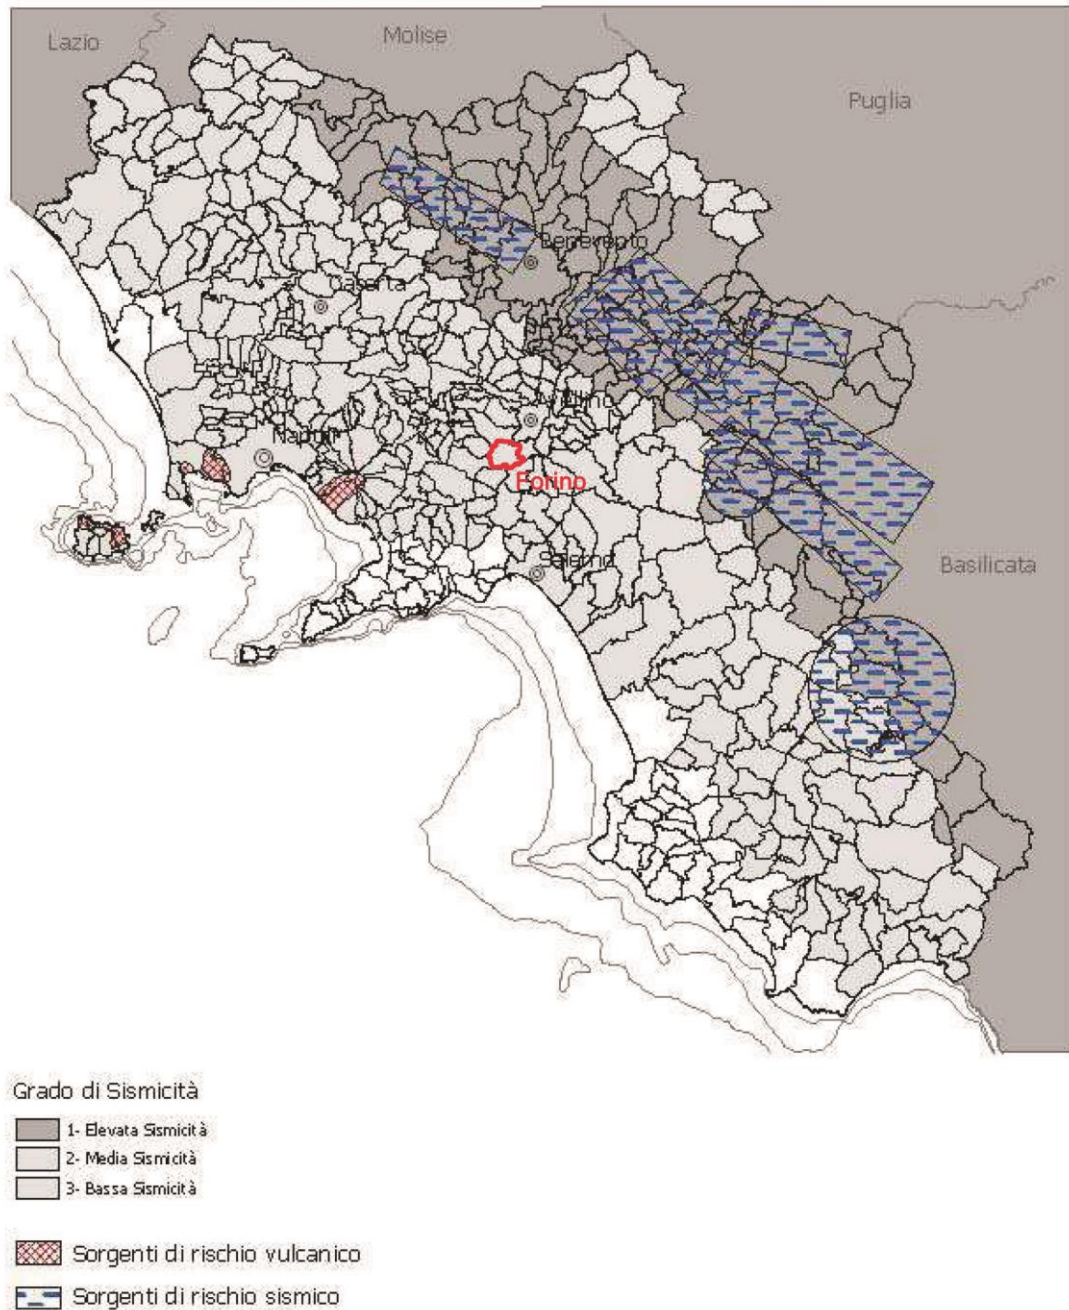 Lazio
Molise
Puglia
Benevento
Caserta
Avellino
Napoli
Forino
Salerno
Basilicata
Grado di Sismicità
1- Elevata Sismicità
2- Media Sismicità
3- Bassa Sismicità
Sorgenti di rischio vulcanico
Sorgenti di rischio sismico